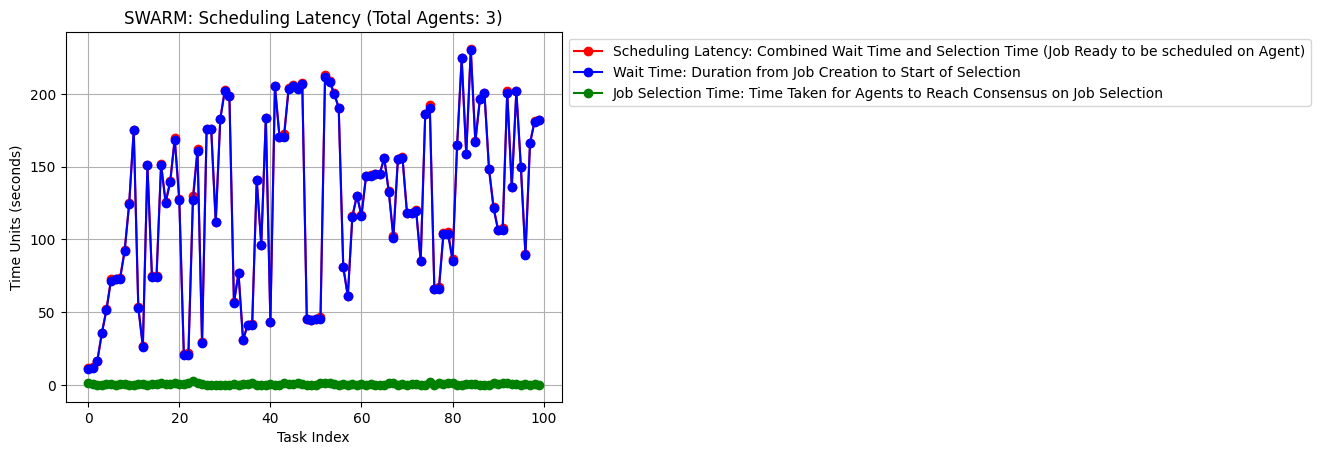 SWARM: Scheduling Latency (Total Agents: 3)
Scheduling Latency: Combined Wait Time and Selection Time (Job Ready to be scheduled on Agent)
Wait Time: Duration from Job Creation to Start of Selection
Job Selection Time: Time Taken for Agents to Reach Consensus on Job Selection
Time Units (seconds)
200
150
100
50
0
0 20 40 60 80 100
Task Index